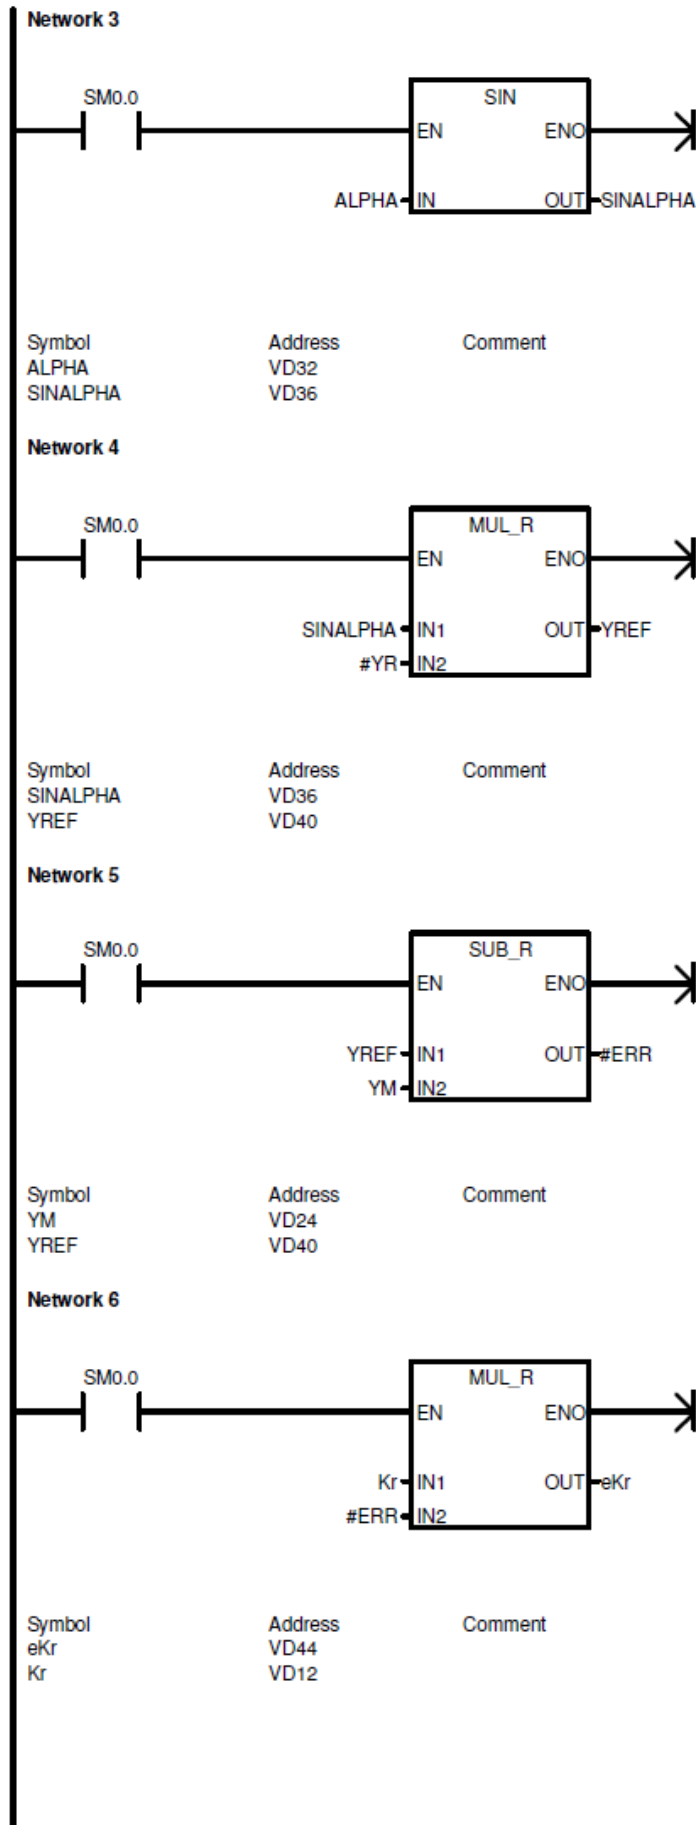 Network 3
SM0.0
SIN
EN ENO
ALPHA IN OUT SINALPHA
Symbol Address Comment
ALPHA VD32
SINALPHA VD36
Network 4
SM0.0
MUL_R
EN ENO
SINALPHA IN1 OUT YREF
#YR IN2
Symbol Address Comment
SINALPHA VD36
YREF VD40
Network 5
SM0.0
SUB_R
EN ENO
YREF IN1 OUT #ERR
YM IN2
Symbol Address Comment
YM VD24
YREF VD40
Network 6
SM0.0
MUL_R
EN ENO
Kr IN1 OUT eKr
#ERR IN2
Symbol Address Comment
eKr VD44
Kr VD12